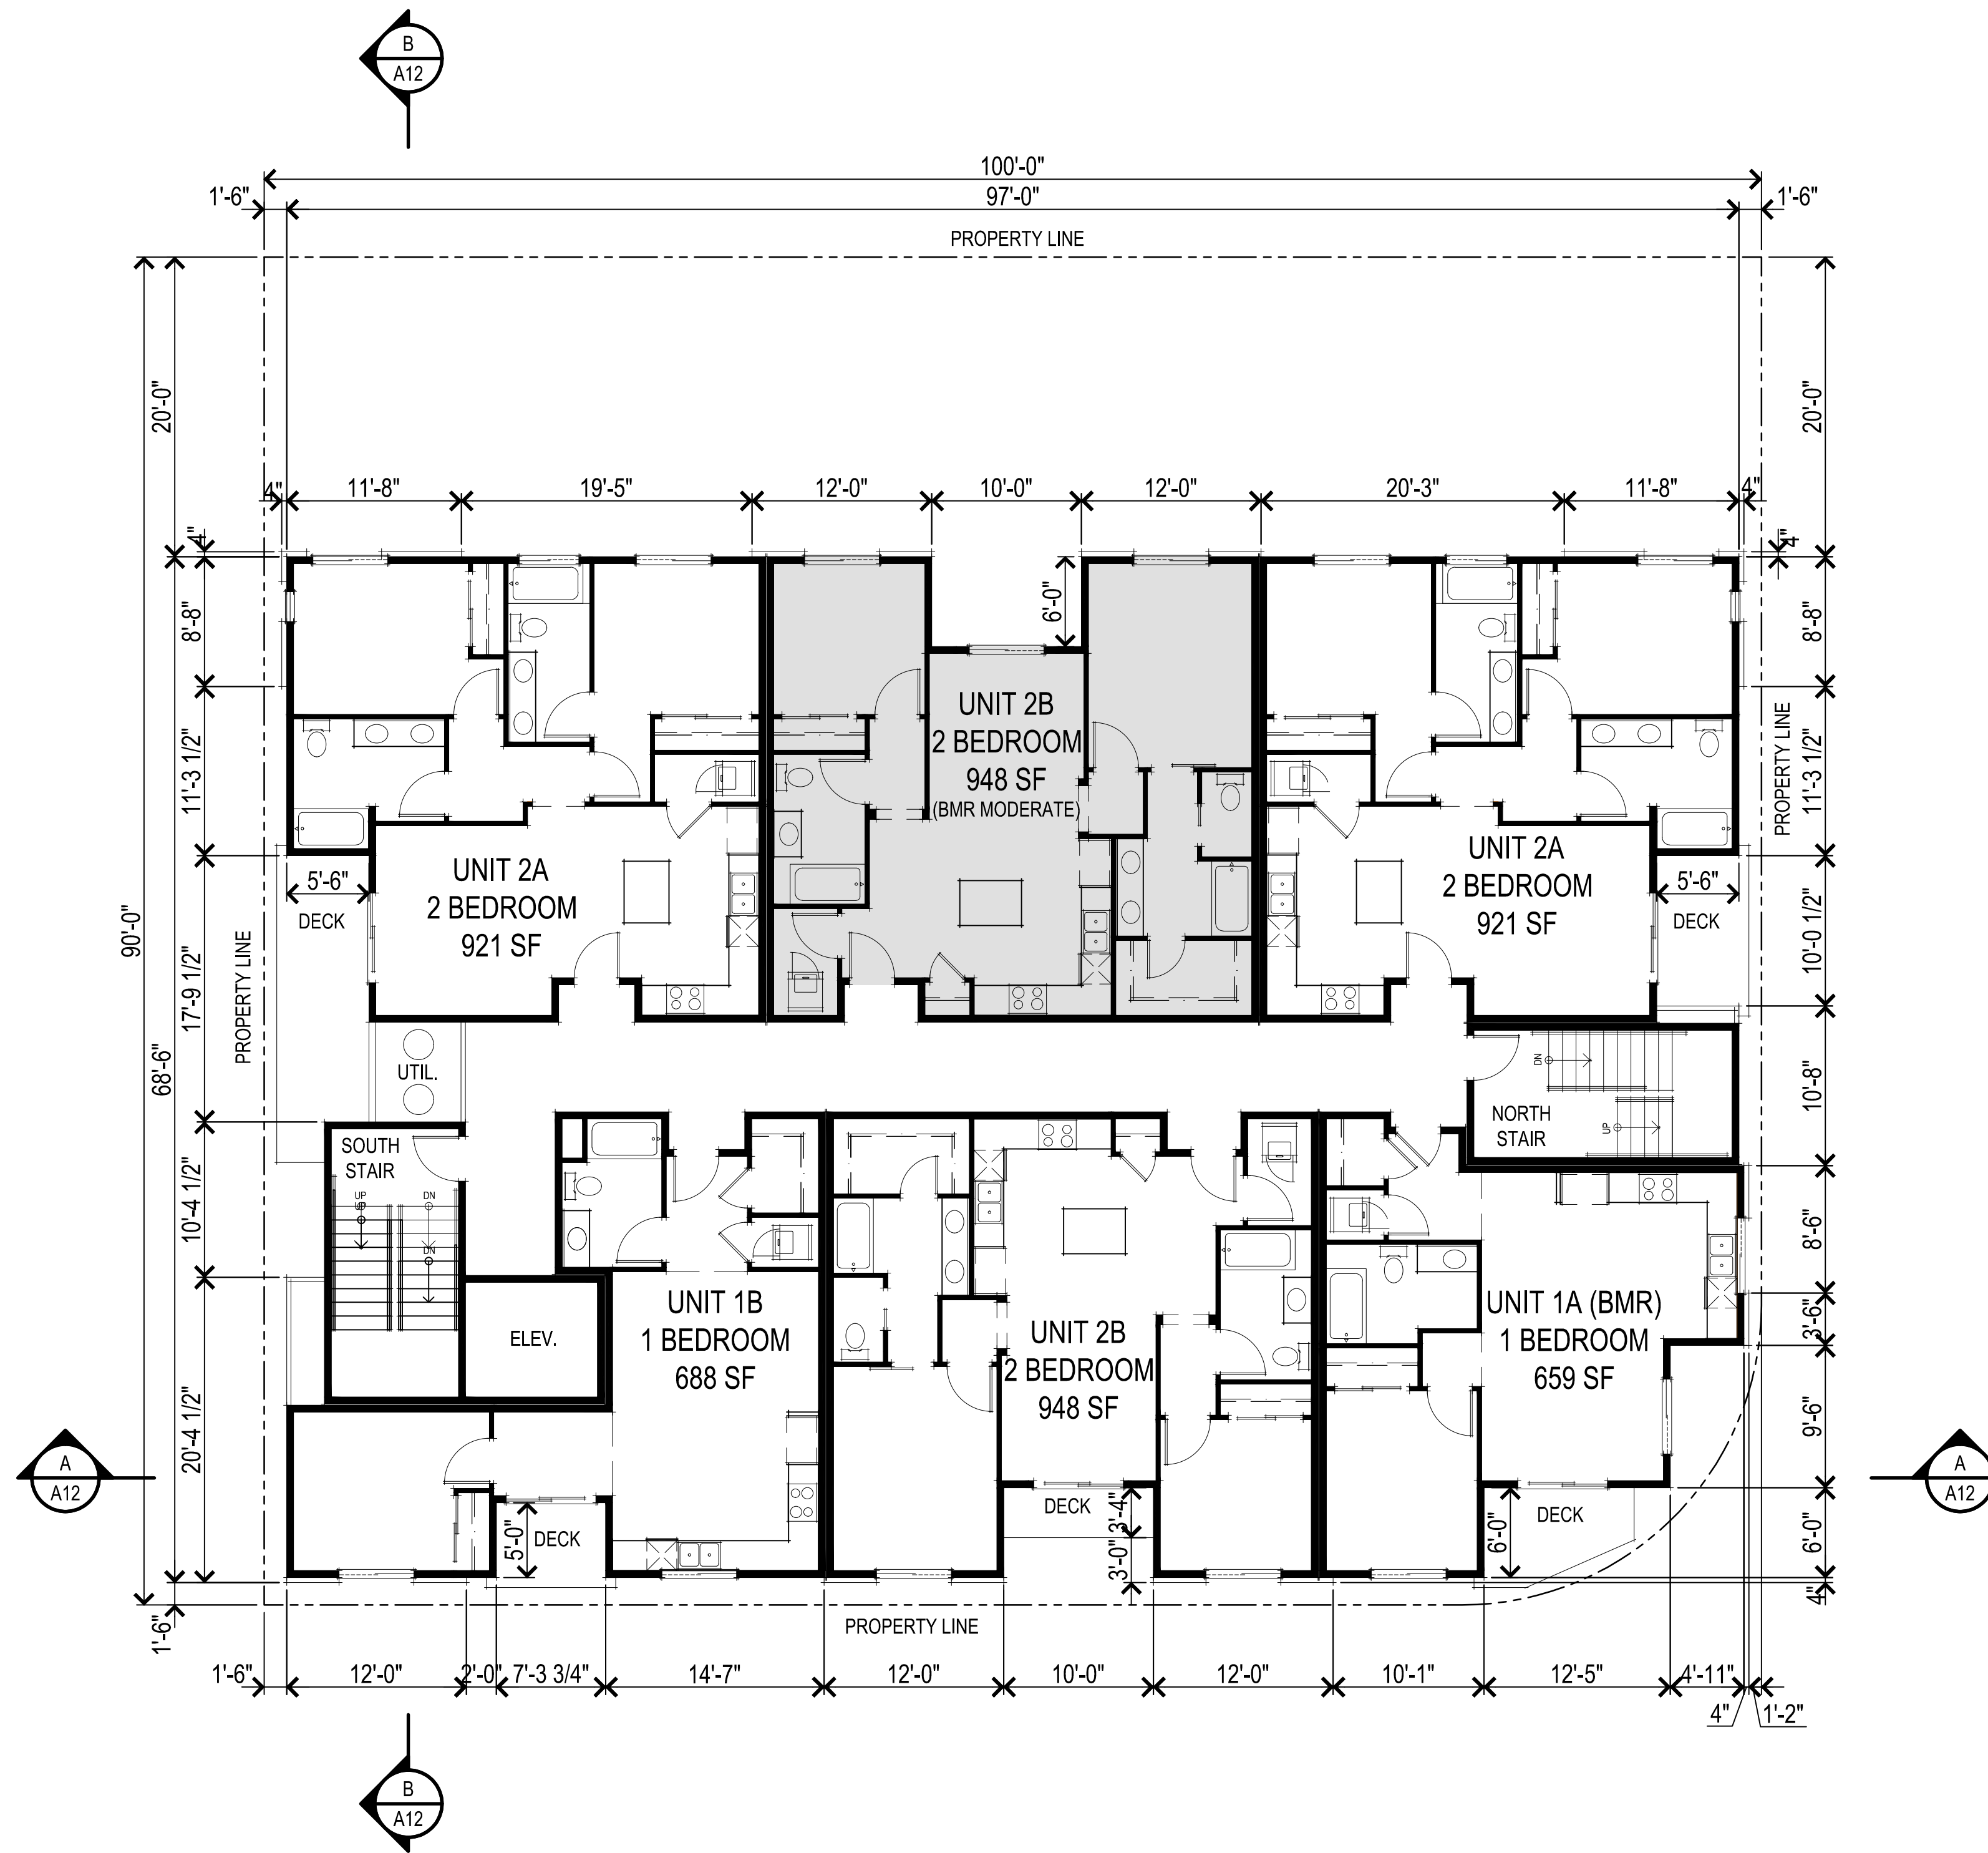 B
A12
100'-0"
1'-6"
97'-0"
1'-6"
PROPERTY LINE
20'-0"
20'-0"
4"
11'-8"
19'-5"
12'-0"
10'-0"
12'-0"
20'-3"
11'-8"
4"
4"
4"
8'-8"
6'-0"
8'-8"
UNIT 2B
2 BEDROOM
948 SF
(BMR MODERATE)
11'-3 1/2"
11'-3 1/2"
PROPERTY LINE
UNIT 2A
2 BEDROOM
921 SF
UNIT 2A
2 BEDROOM
921 SF
5'-6"
DECK
5'-6"
DECK
90'-0"
PROPERTY LINE
17'-9 1/2"
10'-0 1/2"
68'-6"
UTIL.
DN
UP
NORTH
STAIR
10'-8"
SOUTH
STAIR
UP
DN
DN
10'-4 1/2"
8'-6"
ELEV.
UNIT 1B
1 BEDROOM
688 SF
UNIT 2B
2 BEDROOM
948 SF
UNIT 1A (BMR)
1 BEDROOM
659 SF
3'-6"
20'-4 1/2"
9'-6"
A
A12
A
A12
DECK
5'-0"
DECK
3'-4"
3'-0"
6'-0"
DECK
6'-0"
4"
1'-6"
PROPERTY LINE
1'-6"
12'-0"
2'-0"
7'-3 3/4"
14'-7"
12'-0"
10'-0"
12'-0"
10'-1"
12'-5"
4'-11"
4"
1'-2"
B
A12